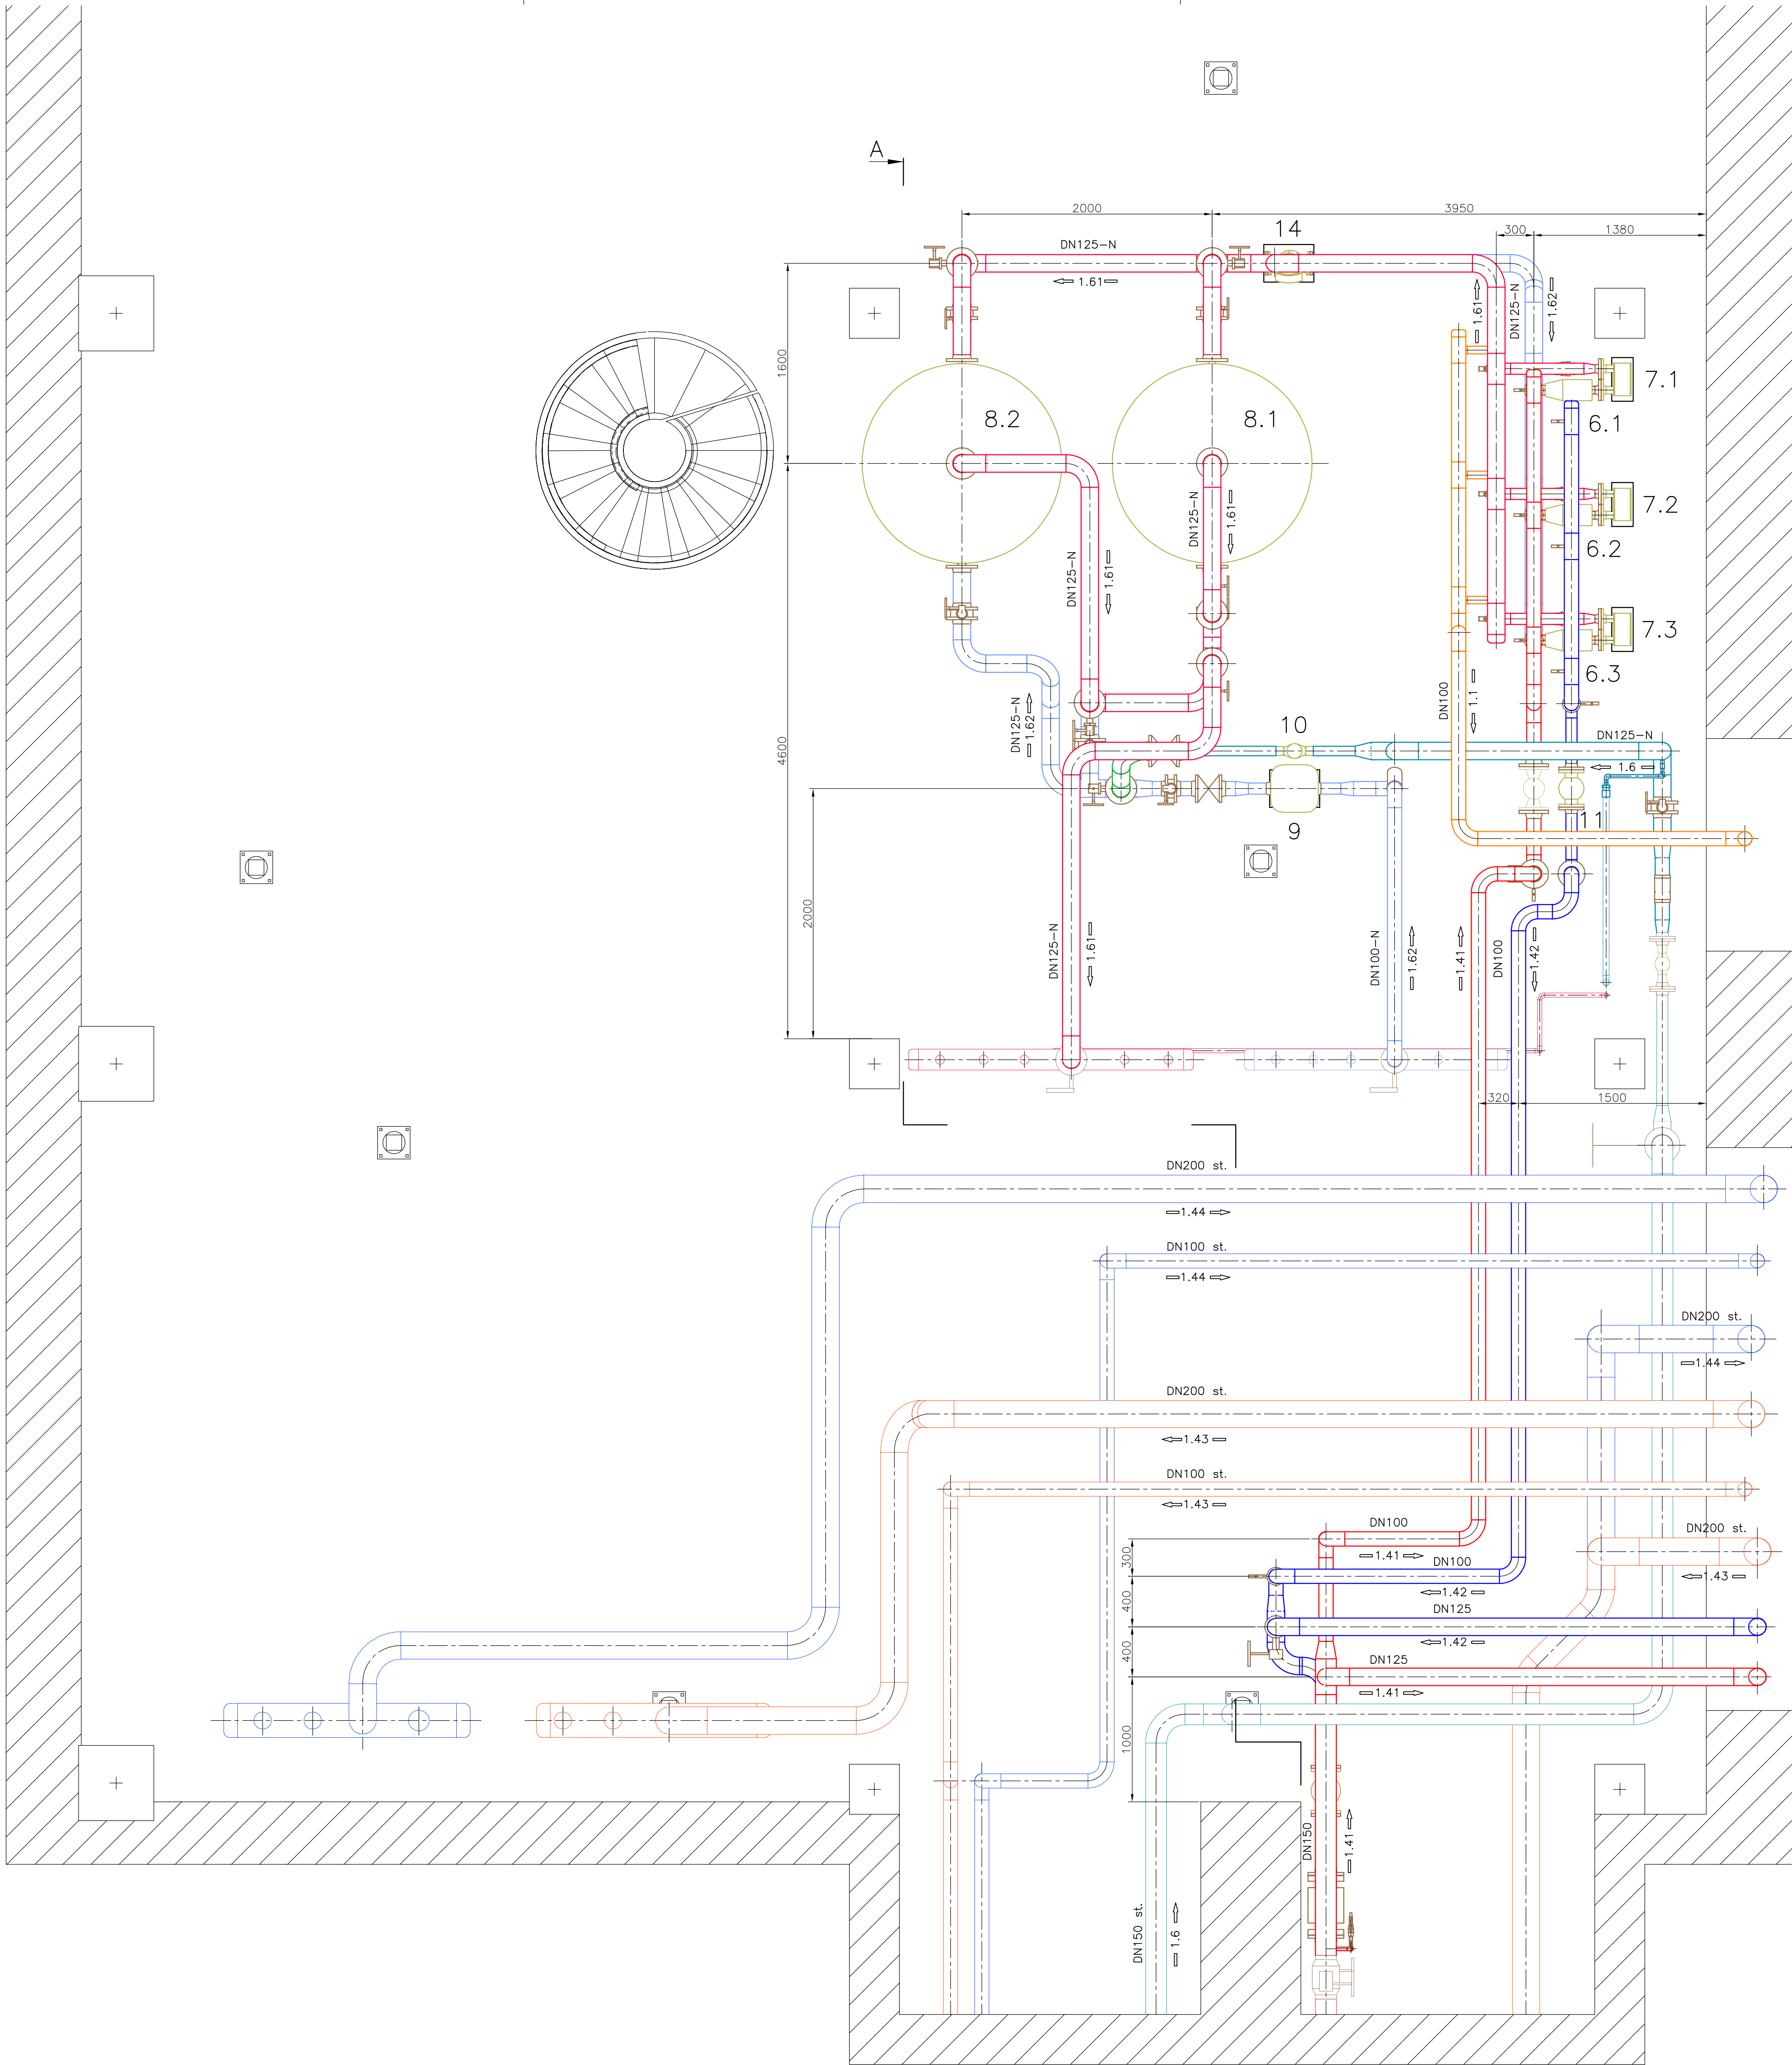 A
2000
3950
14
300
1380
DN125-N
1.61
1.61
DN125-N
1.62
1600
8.2
8.1
7.1
6.1
7.2
6.2
7.3
6.3
DN125-N
1.61
DN125-N
1.61
DN100
1.1
DN125-N
1.62
10
DN125-N
1.6
4600
9
11
2000
DN125-N
1.61
DN100-N
1.62
1.41
DN100
1.42
320
1500
DN200 st.
1.44
DN100 st.
1.44
DN200 st.
1.44
DN200 st.
1.43
DN100 st.
1.43
DN200 st.
1.43
DN100
1.41
300
DN100
1.42
400
DN125
1.42
400
DN125
1.41
1000
DN150
1.41
DN150 st.
1.6